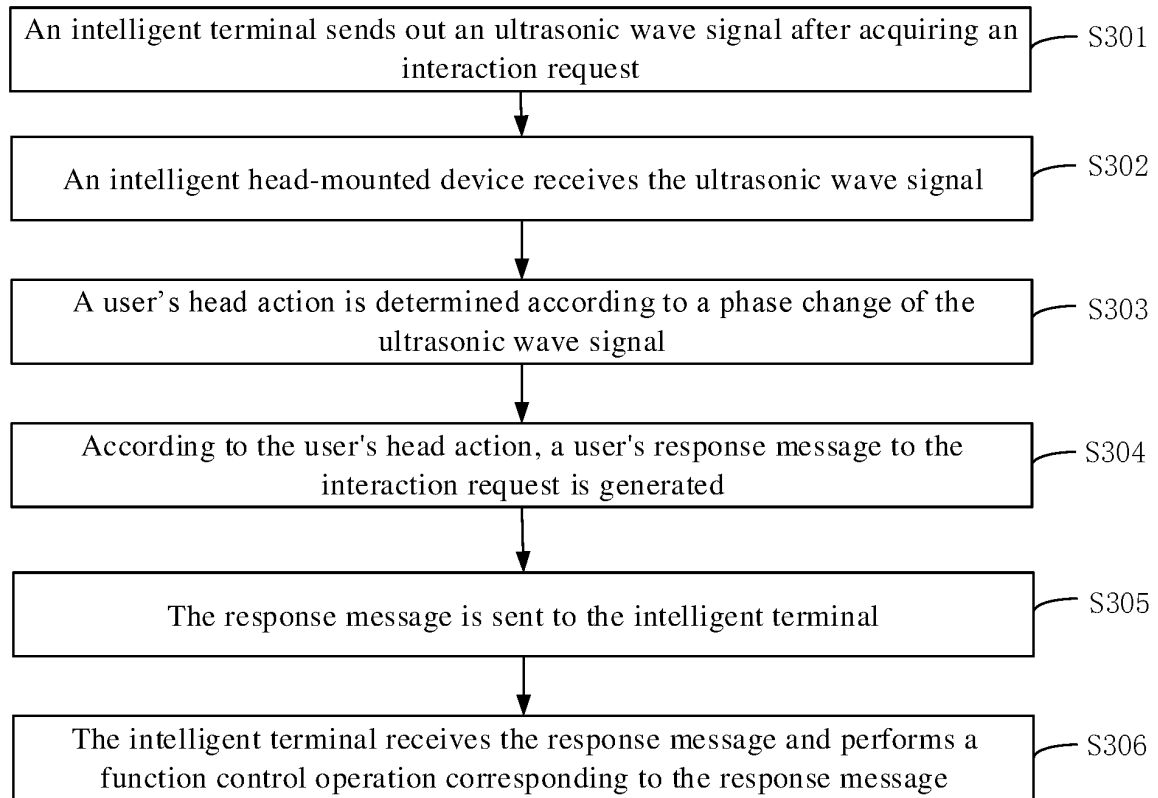 An intelligent terminal sends out an ultrasonic wave signal after acquiring an
interaction request
S301
An intelligent head-mounted device receives the ultrasonic wave signal
S302
A user’s head action is determined according to a phase change of the
ultrasonic wave signal
S303
According to the user's head action, a user's response message to the
interaction request is generated
S304
The response message is sent to the intelligent terminal
S305
The intelligent terminal receives the response message and performs a
function control operation corresponding to the response message
S306